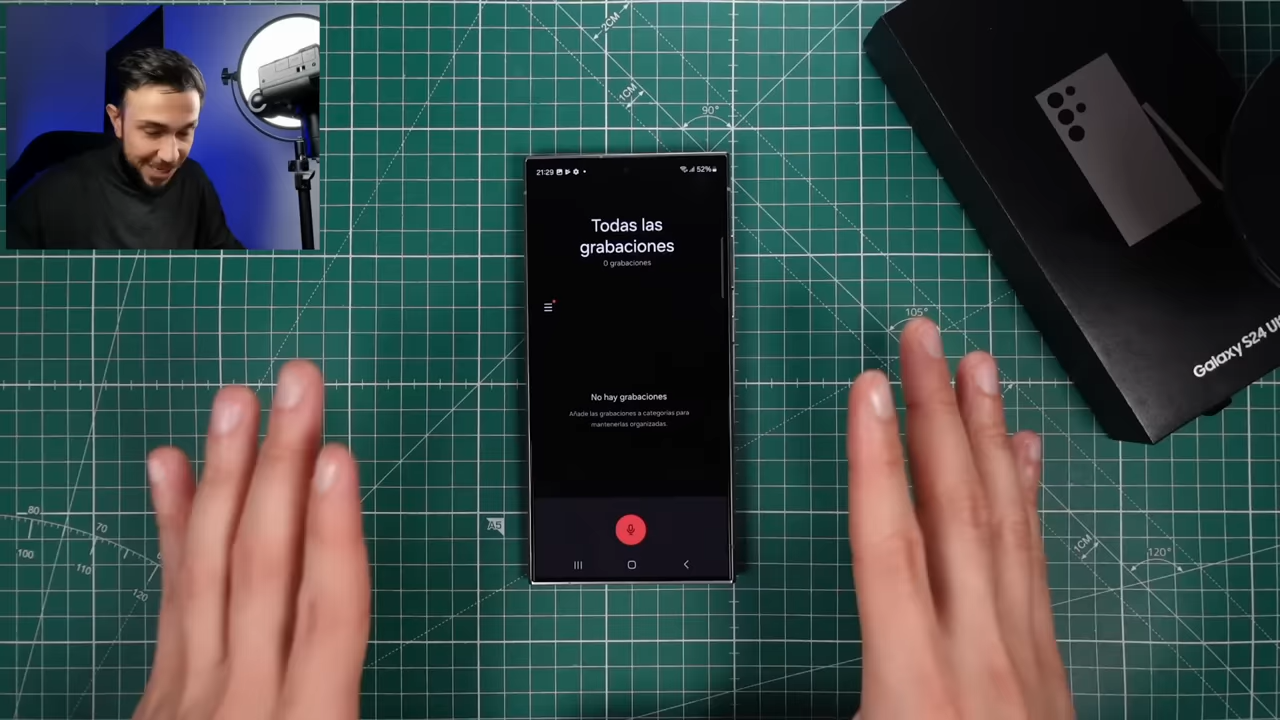 2CM
1CM
90°
21:29
52%
Todas las
grabaciones
0 grabaciones
105°
Galaxy S24 Ul
No hay grabaciones
Añade las grabaciones a categorías para
mantenerlas organizadas.
A5
80
70
100
110
120
1CM
120°